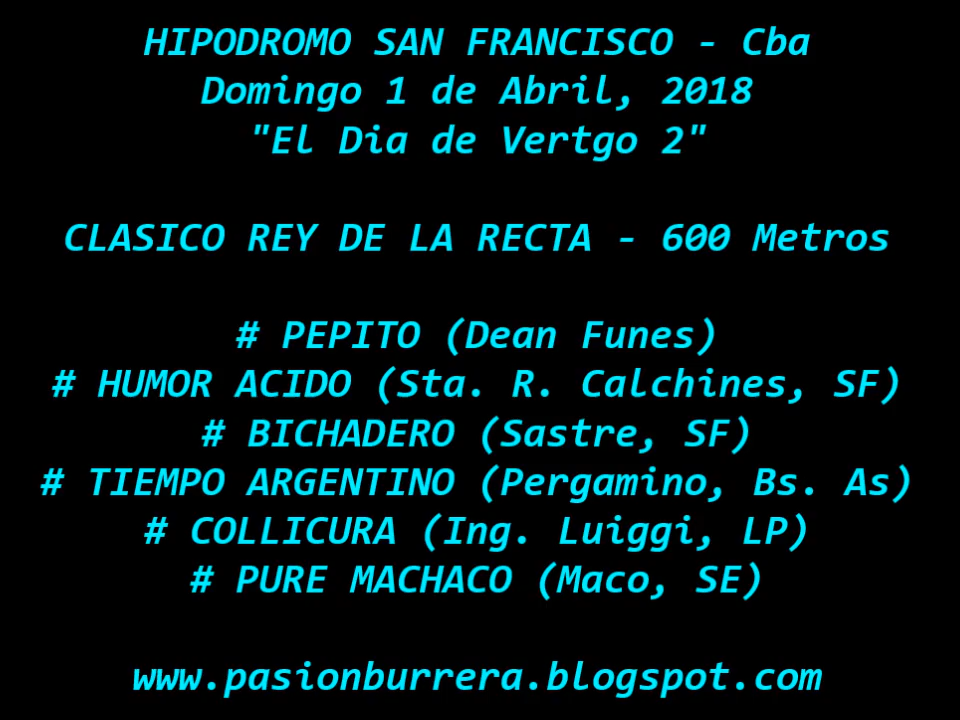 HIPODROMO SAN FRANCISCO - Cba
Domingo 1 de Abril, 2018
"El Dia de Vertgo 2"
CLASICO REY DE LA RECTA - 600 Metros
# PEPITO (Dean Funes)
# HUMOR ACIDO (Sta. R. Calchines, SF)
# BICHADERO (Sastre, SF)
# TIEMPO ARGENTINO (Pergamino, Bs. As)
# COLLICURA (Ing. Luiggi, LP)
# PURE MACHACO (Maco, SE)
www.pasionburrera.blogspot.com